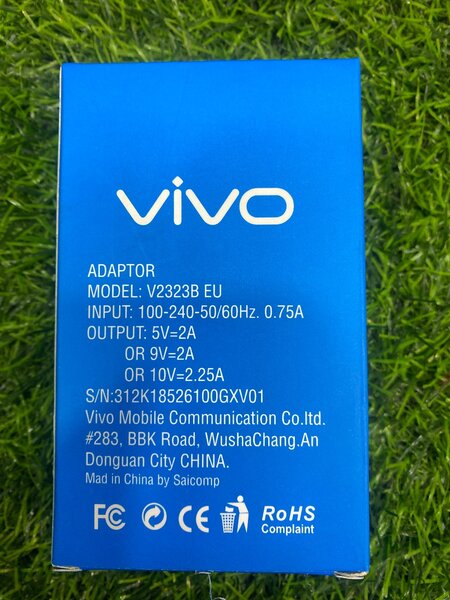 vivo
ADAPTOR
MODEL: V2323B EU
INPUT: 100-240-50/60Hz. 0.75A
OUTPUT: 5V=2A
OR 9V=2A
OR 10V=2.25A
S/N:312K18526100GXV01
Vivo Mobile Communication Co.ltd.
#283, BBK Road, WushaChang.An
Donguan City CHINA.
Made in China by Saicomp
FC CE RoHS
Complaint